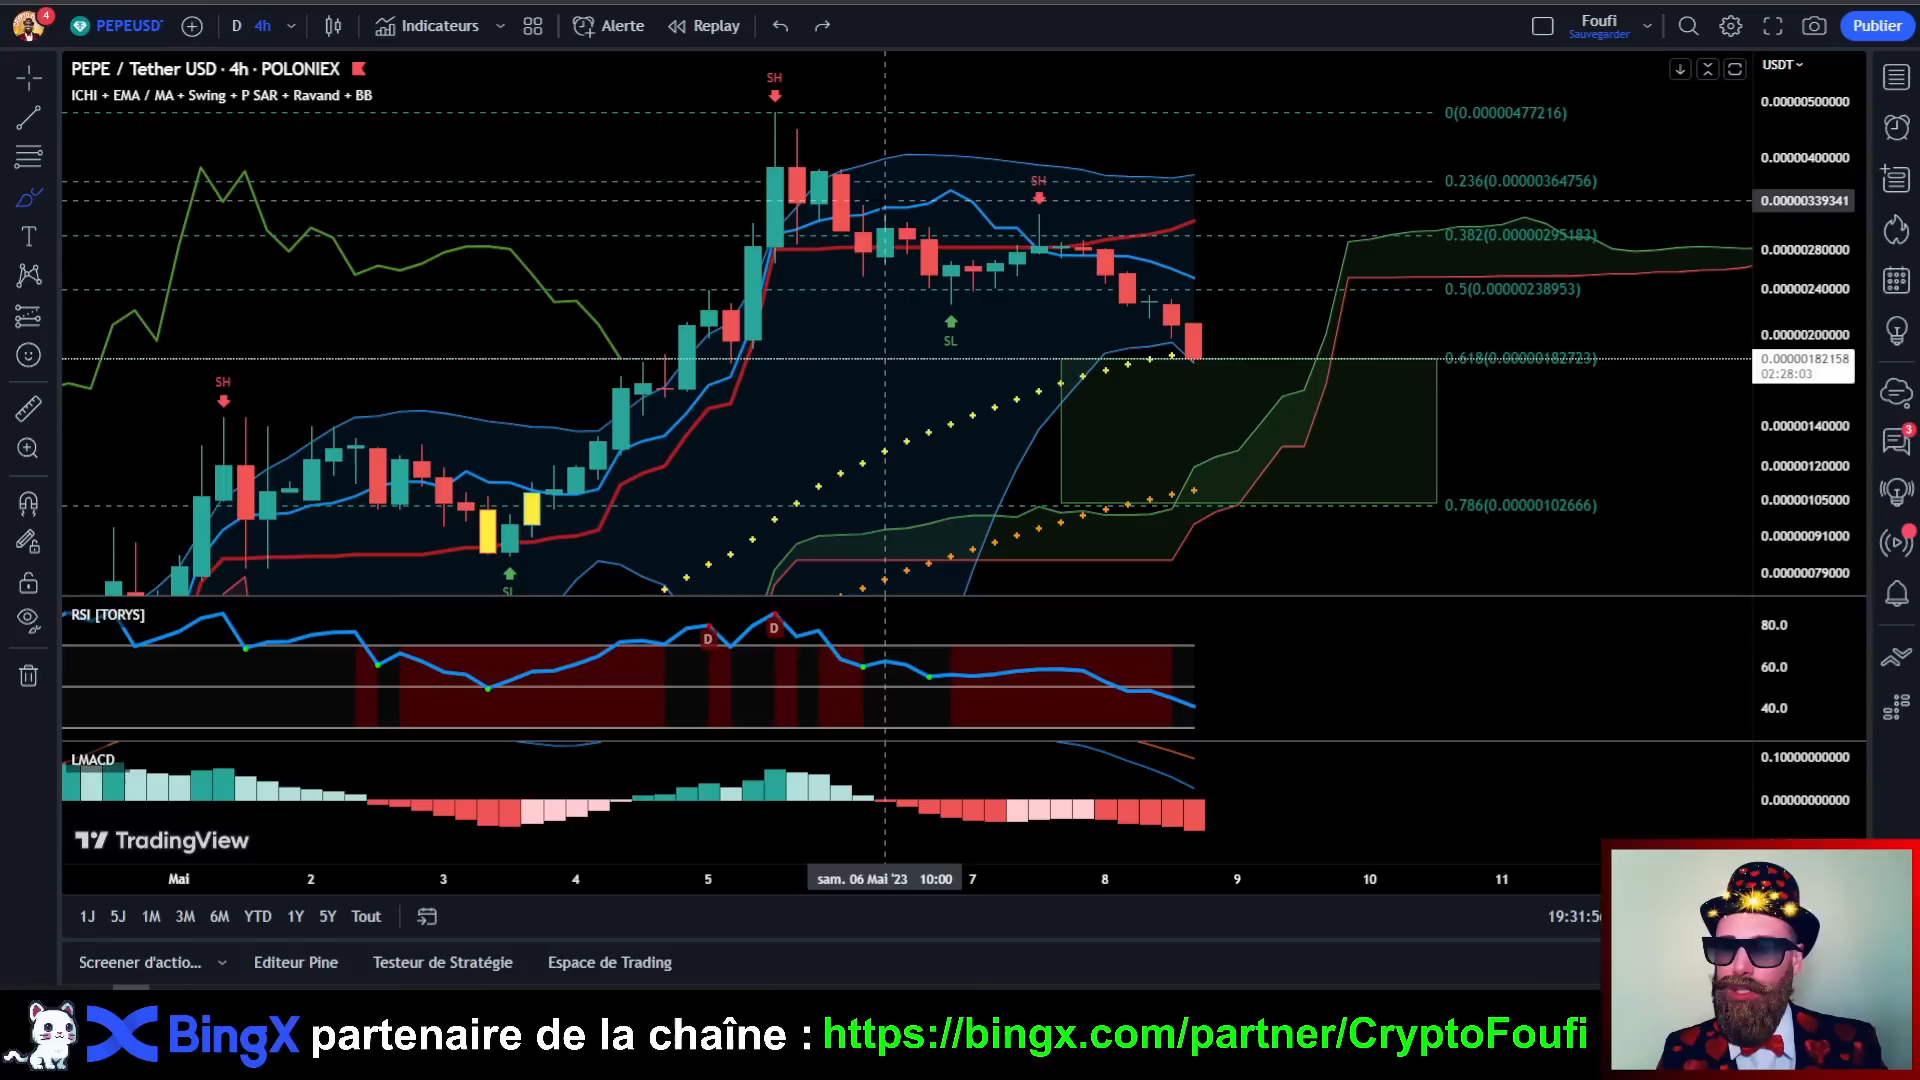 4
PEPEUSDT
D
4h
Indicateurs
Alerte
Replay
Foufi
Sauvegarder
Publier
PEPE / Tether USD · 4h · POLONIEX
ICHI + EMA / MA + Swing + P SAR + Ravand + BB
USDT
0.00000500000
0.00000400000
0.00000339341
0.00000280000
0.00000240000
0.00000200000
0.00000182158
02:28:03
0.00000140000
0.00000120000
0.00000105000
0.00000091000
0.00000079000
0(0.00000477216)
0.236(0.00000364756)
0.382(0.00000295183)
0.5(0.00000238953)
0.618(0.00000182723)
0.786(0.00000102666)
SH
SH
SH
SL
SL
3
RSI [TORYS]
D
D
80.0
60.0
40.0
LMACD
0.10000000000
0.00000000000
TradingView
Mai
2
3
4
5
sam. 06 Mai '23 10:00
7
8
9
10
11
1J
5J
1M
3M
6M
YTD
1Y
5Y
Tout
Screener d'actio...
Editeur Pine
Testeur de Stratégie
Espace de Trading
BingX partenaire de la chaîne : https://bingx.com/partner/CryptoFoufi